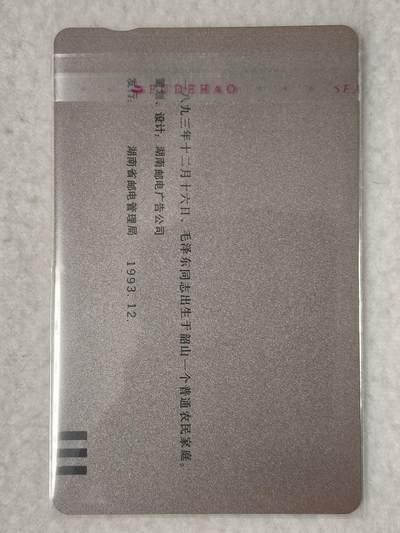 SEDEHAO
一八九三年十二月十六日、毛泽东同志出生于韶山一个普通农民家庭。
策划、设计：湖南邮电广告公司
发行：湖南省邮电管理局 1993.12.